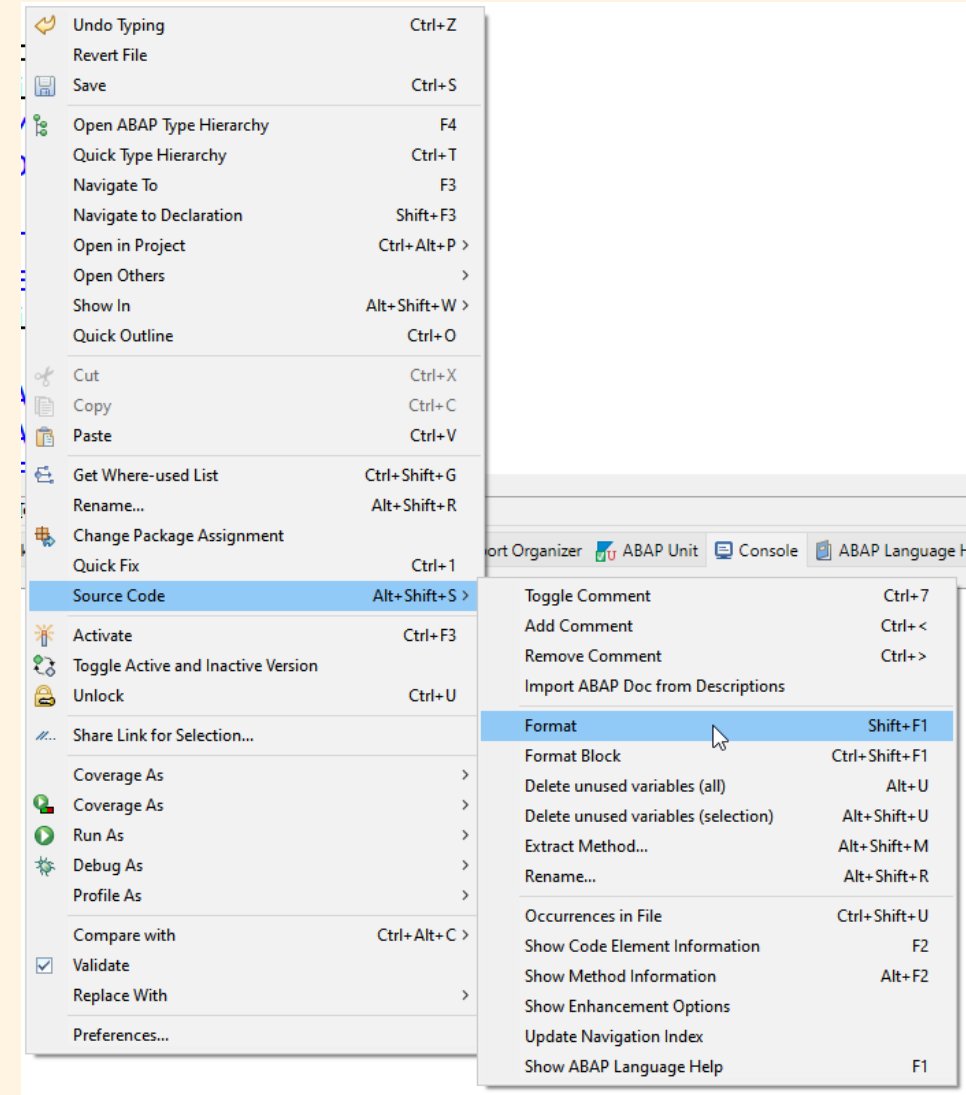 Undo Typing Ctrl+Z
Revert File
Save Ctrl+S
Open ABAP Type Hierarchy F4
Quick Type Hierarchy Ctrl+T
Navigate To F3
Navigate to Declaration Shift+F3
Open in Project Ctrl+Alt+P >
Open Others >
Show In Alt+Shift+W >
Quick Outline Ctrl+O
Cut Ctrl+X
Copy Ctrl+C
Paste Ctrl+V
Get Where-used List Ctrl+Shift+G
Rename... Alt+Shift+R
Change Package Assignment
Quick Fix Ctrl+1
Source Code Alt+Shift+S >
Activate Ctrl+F3
Toggle Active and Inactive Version
Unlock Ctrl+U
Share Link for Selection...
Coverage As >
Coverage As >
Run As >
Debug As >
Profile As >
Compare with Ctrl+Alt+C >
Validate
Replace With >
Preferences...
ort Organizer ABAP Unit Console ABAP Language
Toggle Comment Ctrl+7
Add Comment Ctrl+<
Remove Comment Ctrl+>
Import ABAP Doc from Descriptions
Format Shift+F1
Format Block Ctrl+Shift+F1
Delete unused variables (all) Alt+U
Delete unused variables (selection) Alt+Shift+U
Extract Method... Alt+Shift+M
Rename... Alt+Shift+R
Occurrences in File Ctrl+Shift+U
Show Code Element Information F2
Show Method Information Alt+F2
Show Enhancement Options
Update Navigation Index
Show ABAP Language Help F1